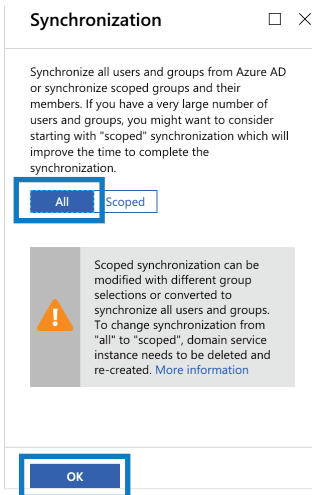 Synchronization
Synchronize all users and groups from Azure AD
or synchronize scoped groups and their
members. If you have a very large number of
users and groups, you might want to consider
starting with "scoped" synchronization which will
improve the time to complete the
synchronization.
All Scoped
Scoped synchronization can be
modified with different group
selections or converted to
synchronize all users and groups.
To change synchronization from
"all" to "scoped", domain service
instance needs to be deleted and
re-created. More information
OK